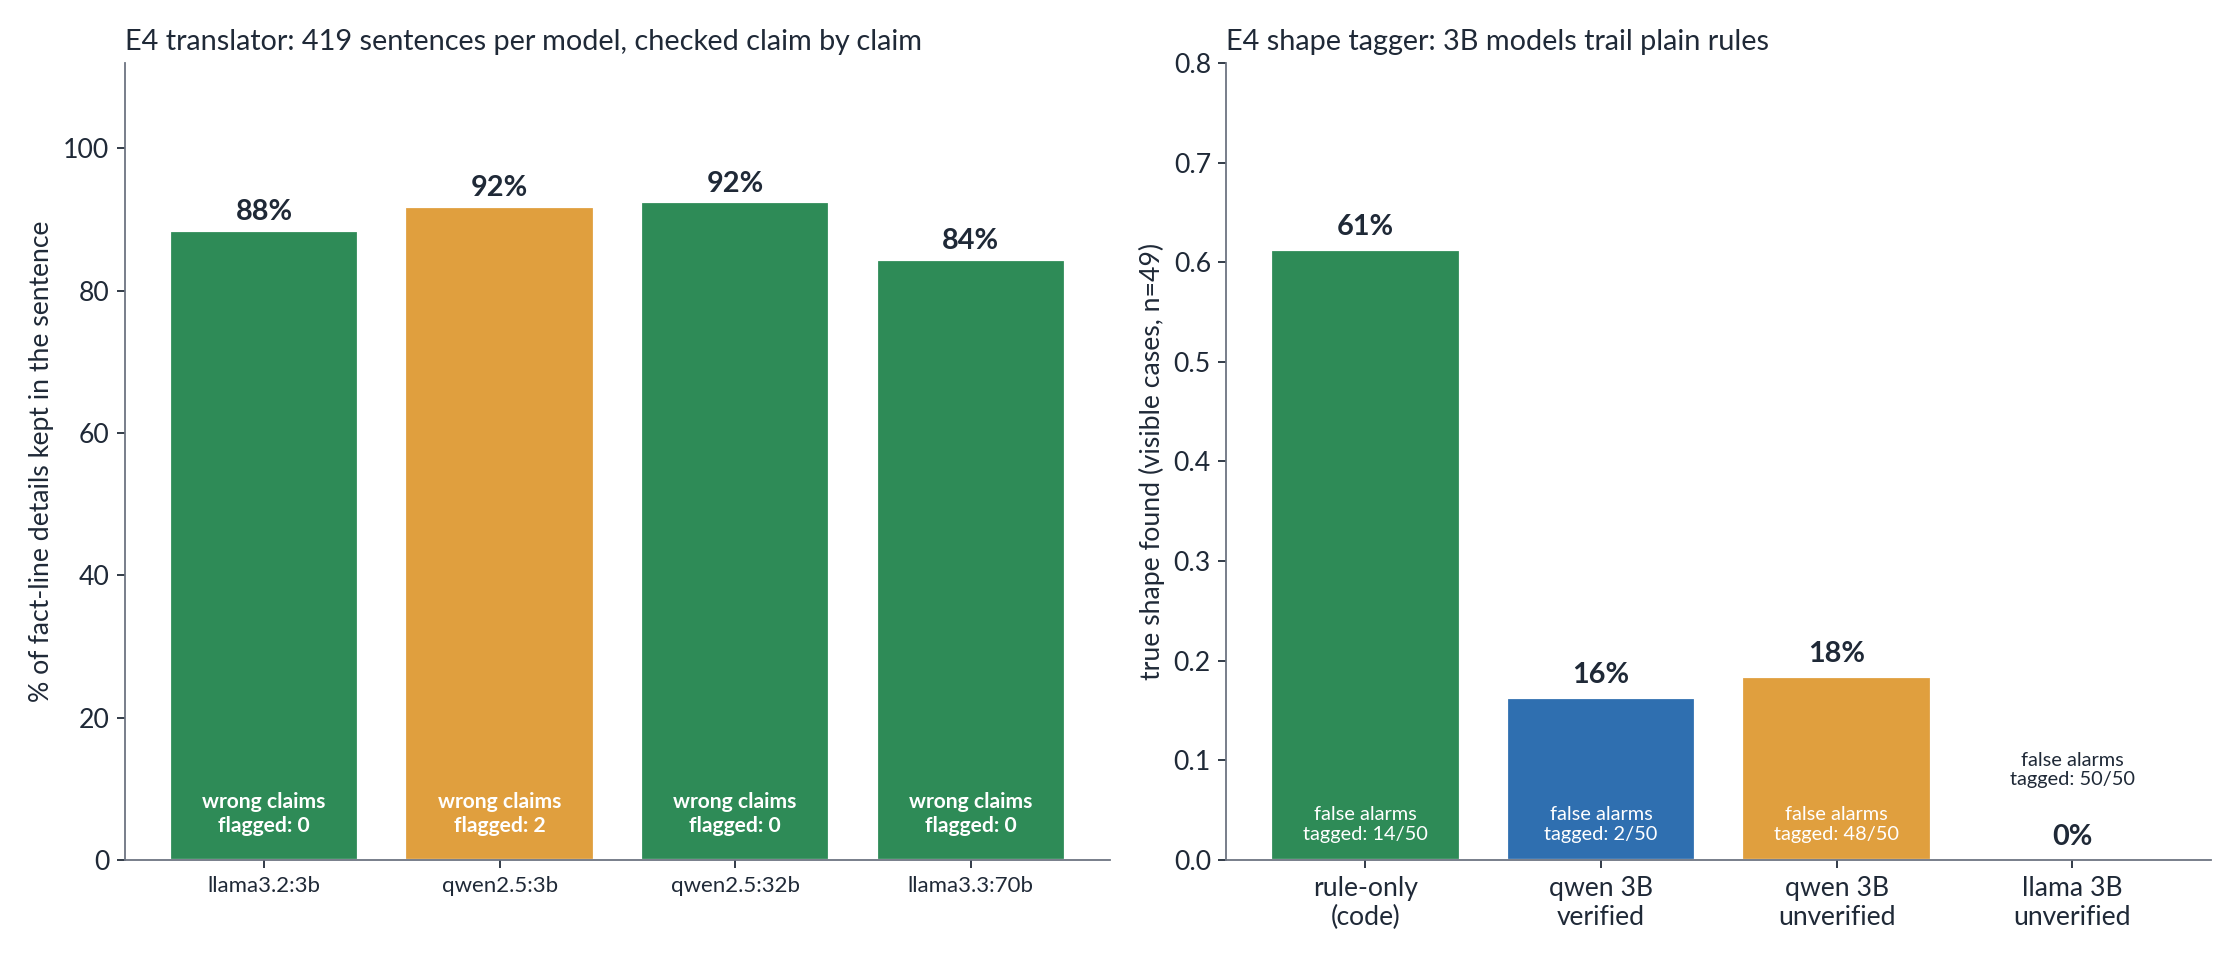 E4 translator: 419 sentences per model, checked claim by claim
% of fact-line details kept in the sentence
100
80
60
40
20
0
88%
92%
92%
84%
wrong claims
flagged: 0
wrong claims
flagged: 2
wrong claims
flagged: 0
wrong claims
flagged: 0
llama3.2:3b
qwen2.5:3b
qwen2.5:32b
llama3.3:70b
E4 shape tagger: 3B models trail plain rules
true shape found (visible cases, n=49)
0.8
0.7
0.6
0.5
0.4
0.3
0.2
0.1
0.0
61%
16%
18%
0%
false alarms
tagged: 14/50
false alarms
tagged: 2/50
false alarms
tagged: 48/50
false alarms
tagged: 50/50
rule-only
(code)
qwen 3B
verified
qwen 3B
unverified
llama 3B
unverified